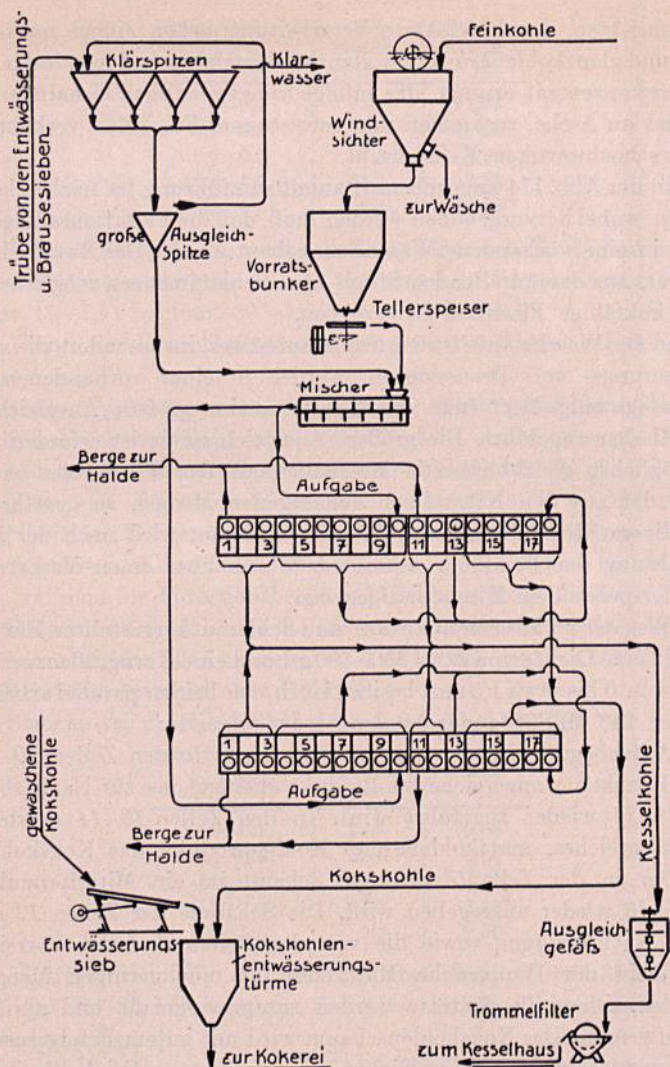 Klärspitzen
Klär-
wasser
Feinkohle
Trübe von den Entwässerungs-
u. Brausesieben.
Wind-
sichter
zur Wäsche
große Ausgleich-
Spitze
Vorrats-
bunker
Tellerspeiser
Mischer
Berge zur
Halde
Aufgabe
1 3 5 7 9 11 13 15 17
1 3 5 7 9 11 13 15 17
Aufgabe
Berge zur
Halde
Kokskohle
Kesselkohle
gewaschene
Kokskohle
Entwässerungs-
sieb
Kokskohlen-
entwässerungs-
türme
Ausgleich
gefäß
Trommelfilter
zum Kesselhaus
zur Kokerei